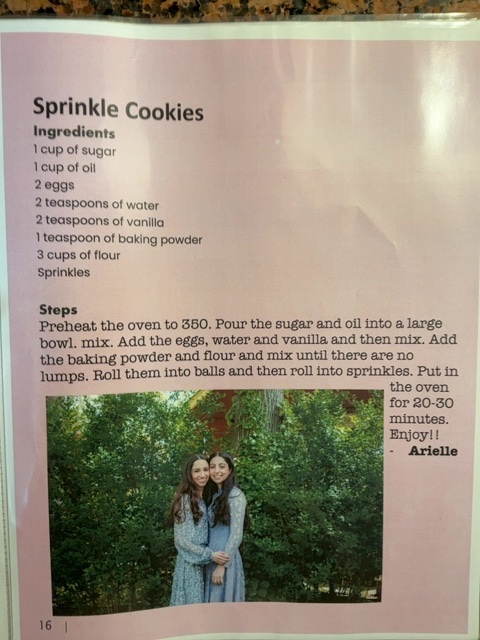 Sprinkle Cookies
Ingredients
1 cup of sugar
1 cup of oil
2 eggs
2 teaspoons of water
2 teaspoons of vanilla
1 teaspoon of baking powder
3 cups of flour
Sprinkles
Steps
Preheat the oven to 350. Pour the sugar and oil into a large
bowl. mix. Add the eggs, water and vanilla and then mix. Add
the baking powder and flour and mix until there are no
lumps. Roll them into balls and then roll into sprinkles. Put in
the oven
for 20-30
minutes.
Enjoy!!
- Arielle
16 |